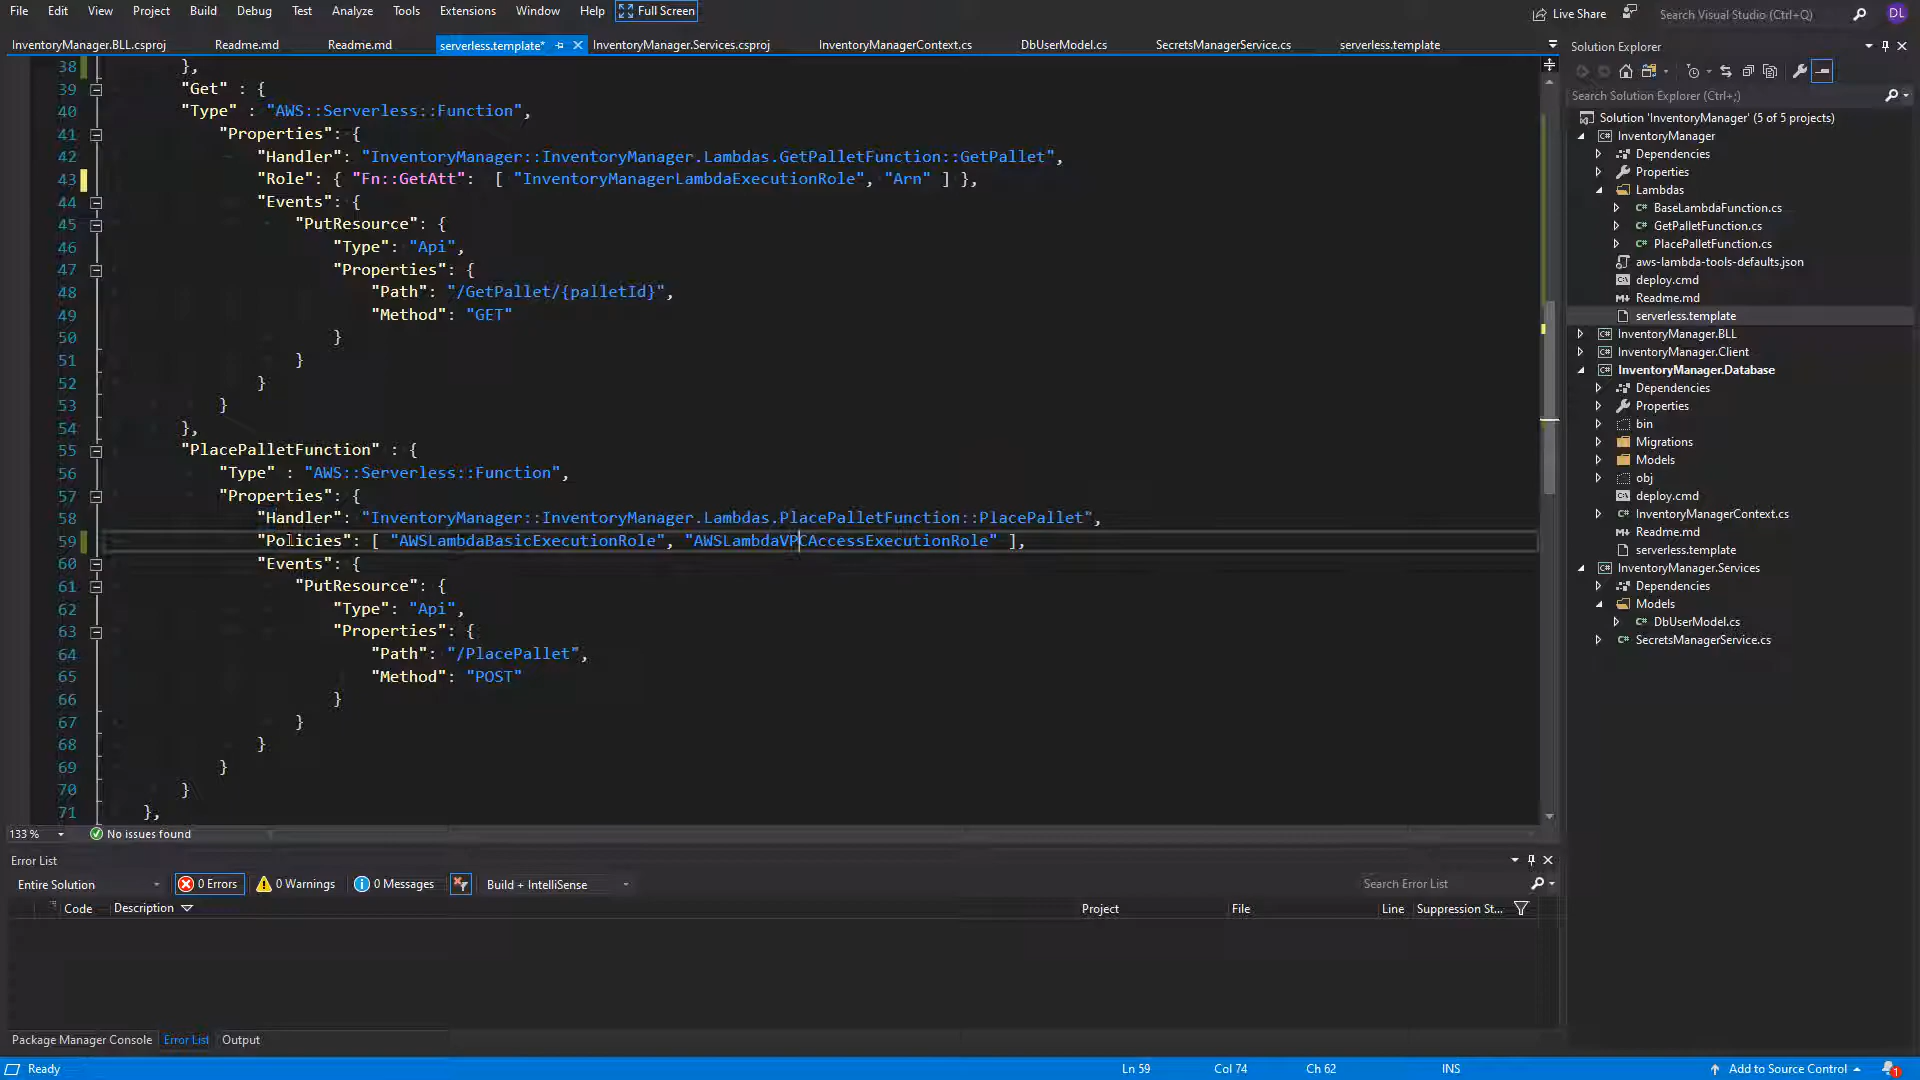 File Edit View Project Build Debug Test Analyze Tools Extensions Window Help Full Screen Live Share Search Visual Studio (Ctrl+Q) DL
InventoryManager.BLL.csproj Readme.md Readme.md serverless.template* InventoryManager.Services.csproj InventoryManagerContext.cs DbUserModel.cs SecretsManagerService.cs serverless.template
38 },
39 "Get" : {
40 "Type" : "AWS::Serverless::Function",
41 "Properties": {
42 "Handler": "InventoryManager::InventoryManager.Lambdas.GetPalletFunction::GetPallet",
43 "Role": { "Fn::GetAtt": [ "InventoryManagerLambdaExecutionRole", "Arn" ] },
44 "Events": {
45 "PutResource": {
46 "Type": "Api",
47 "Properties": {
48 "Path": "/GetPallet/{palletId}",
49 "Method": "GET"
50 }
51 }
52 }
53 }
54 },
55 "PlacePalletFunction" : {
56 "Type" : "AWS::Serverless::Function",
57 "Properties": {
58 "Handler": "InventoryManager::InventoryManager.Lambdas.PlacePalletFunction::PlacePallet",
59 "Policies": [ "AWSLambdaBasicExecutionRole", "AWSLambdaVPCAccessExecutionRole" ],
60 "Events": {
61 "PutResource": {
62 "Type": "Api",
63 "Properties": {
64 "Path": "/PlacePallet",
65 "Method": "POST"
66 }
67 }
68 }
69 }
70 }
71 },
133 % No issues found
Solution Explorer
Search Solution Explorer (Ctrl+;)
Solution 'InventoryManager' (5 of 5 projects)
InventoryManager
Dependencies
Properties
Lambdas
C# BaseLambdaFunction.cs
C# GetPalletFunction.cs
C# PlacePalletFunction.cs
aws-lambda-tools-defaults.json
deploy.cmd
Readme.md
serverless.template
InventoryManager.BLL
InventoryManager.Client
InventoryManager.Database
Dependencies
Properties
bin
Migrations
Models
obj
deploy.cmd
C# InventoryManagerContext.cs
Readme.md
serverless.template
InventoryManager.Services
Dependencies
Models
C# DbUserModel.cs
C# SecretsManagerService.cs
Error List
Entire Solution 0 Errors 0 Warnings 0 Messages Build + IntelliSense Search Error List
Code Description Project File Line Suppression St...
Package Manager Console Error List Output
Ready Ln 59 Col 74 Ch 62 INS Add to Source Control 1